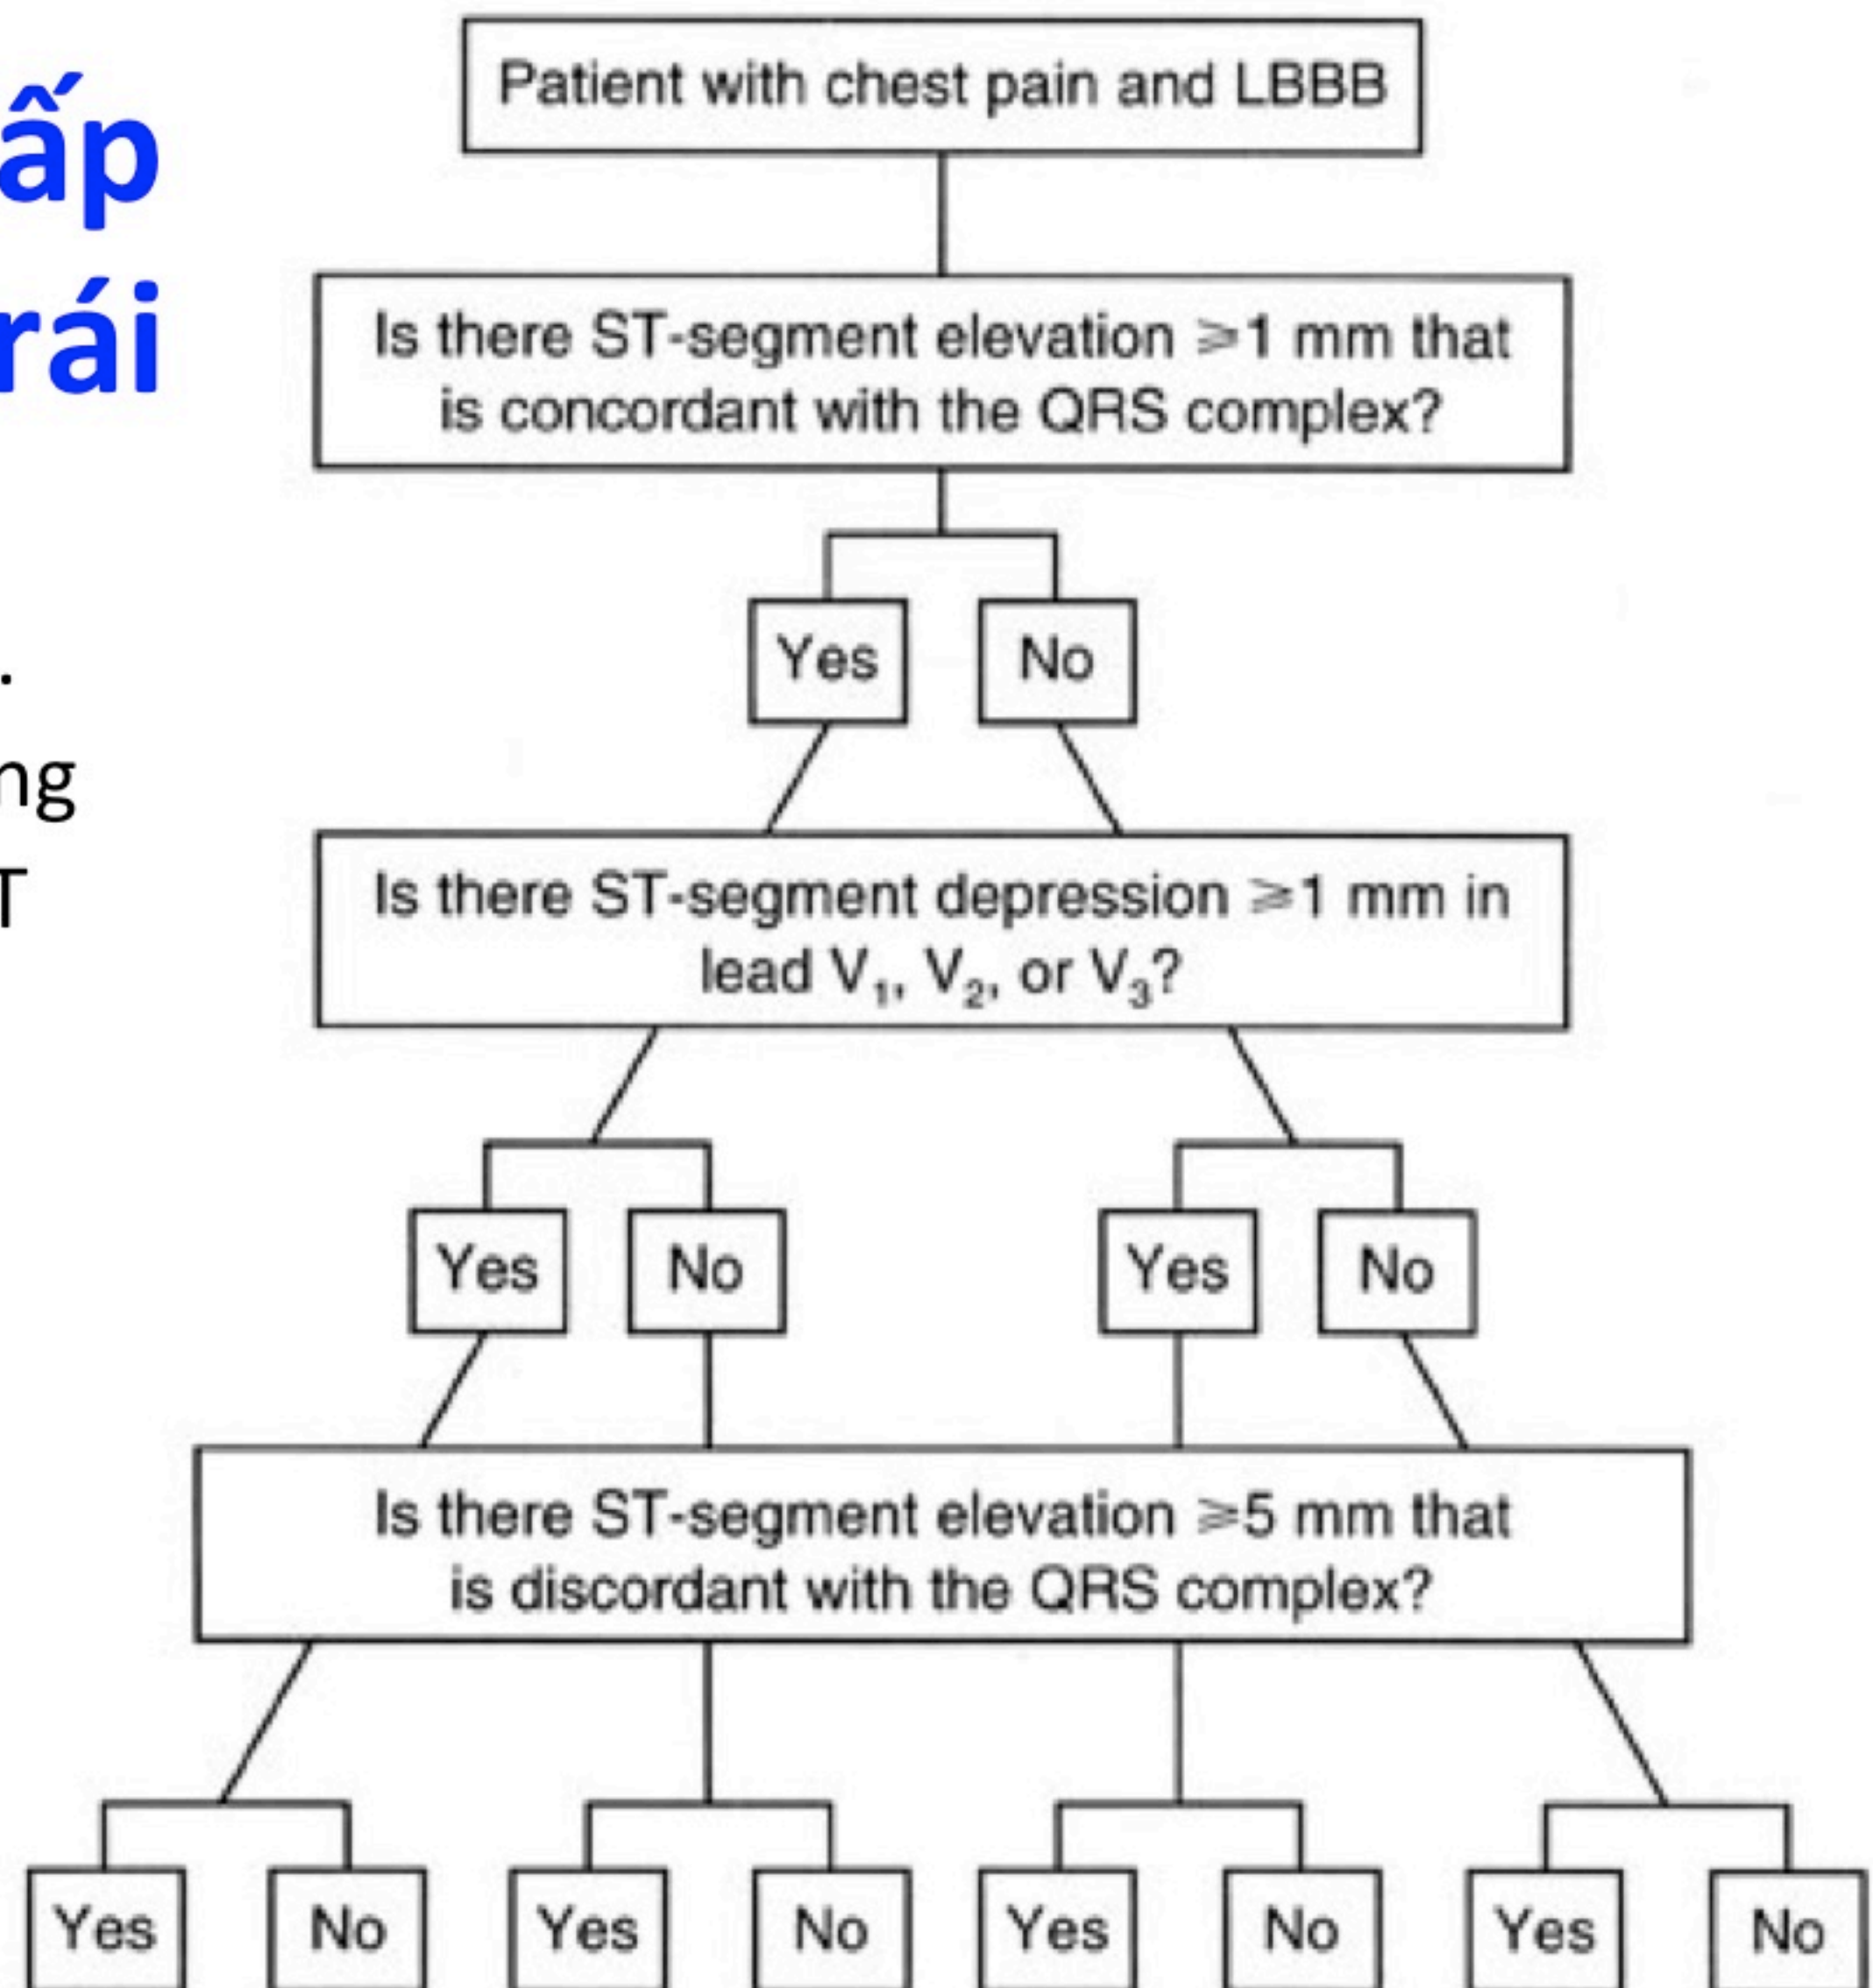 ấp
rái
.
ng
T
Patient with chest pain and LBBB
Is there ST-segment elevation ⩾1 mm that
is concordant with the QRS complex?
Yes No
Is there ST-segment depression ⩾1 mm in
lead V₁, V₂, or V₃?
Yes No Yes No
Is there ST-segment elevation ⩾5 mm that
is discordant with the QRS complex?
Yes No Yes No Yes No Yes No